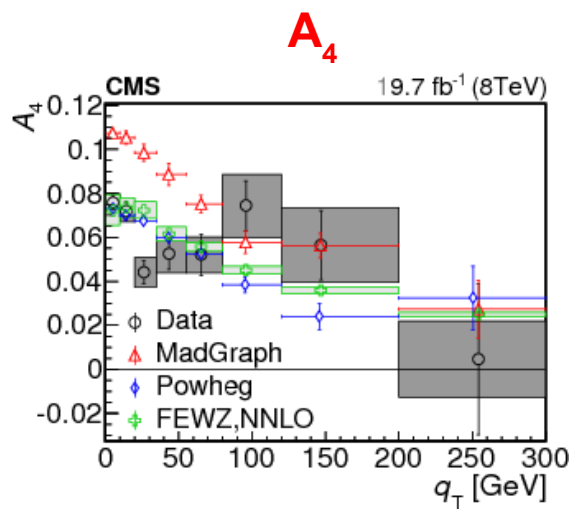 A₄
CMS 19.7 fb⁻¹ (8TeV)
A₄
0.12
0.1
0.08
0.06
0.04
0.02
0
-0.02
Data
MadGraph
Powheg
FEWZ,NNLO
0 50 100 150 200 250 300
q_T [GeV]